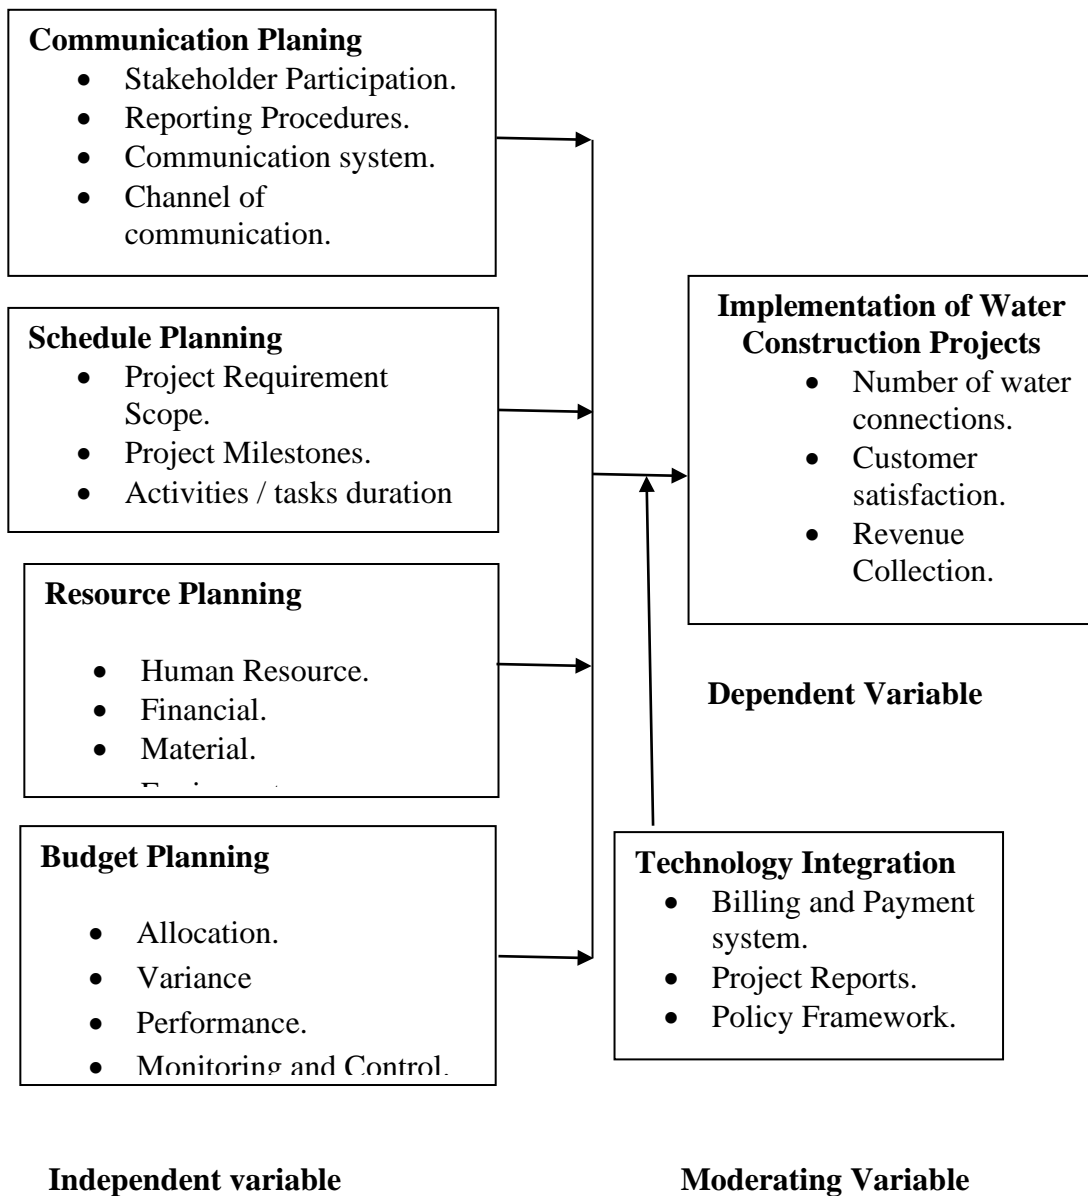 Communication Planing
• Stakeholder Participation.
• Reporting Procedures.
• Communication system.
• Channel of
communication.
Schedule Planning
• Project Requirement
Scope.
• Project Milestones.
• Activities / tasks duration
Resource Planning
• Human Resource.
• Financial.
• Material.
Budget Planning
• Allocation.
• Variance
• Performance.
• Monitoring and Control.
Independent variable
Implementation of Water
Construction Projects
• Number of water
connections.
• Customer
satisfaction.
• Revenue
Collection.
Dependent Variable
Technology Integration
• Billing and Payment
system.
• Project Reports.
• Policy Framework.
Moderating Variable